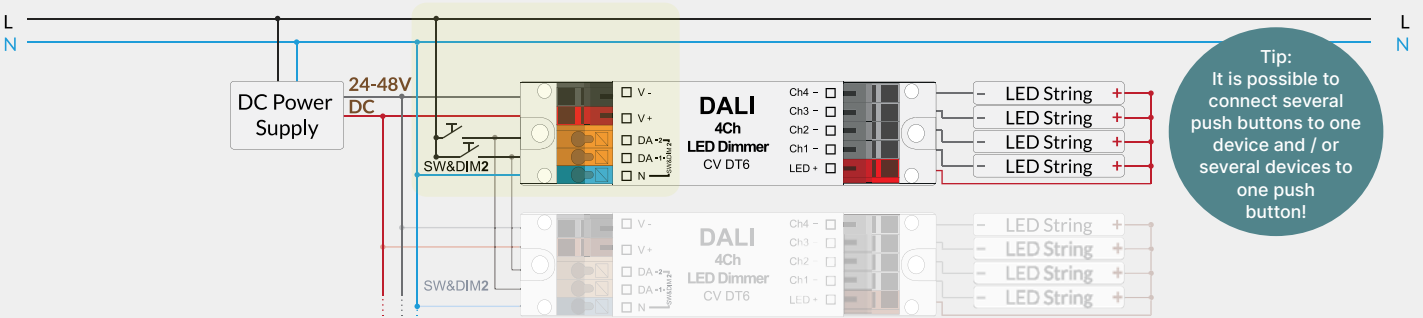 L
N
L
N
24-48V
DC
DC Power
Supply
SW&DIM2
V -
V +
DA -2
DA -1
N
SW&DIM2
DALI
4Ch
LED Dimmer
CV DT6
Ch4 -
Ch3 -
Ch2 -
Ch1 -
LED +
- LED String +
- LED String +
- LED String +
- LED String +
Tip:
It is possible to
connect several
push buttons to one
device and / or
several devices to
one push
button!
SW&DIM2
V -
V +
DA -2
DA -1
N
SW&DIM2
DALI
4Ch
LED Dimmer
CV DT6
Ch4 -
Ch3 -
Ch2 -
Ch1 -
LED +
- LED String +
- LED String +
- LED String +
- LED String +